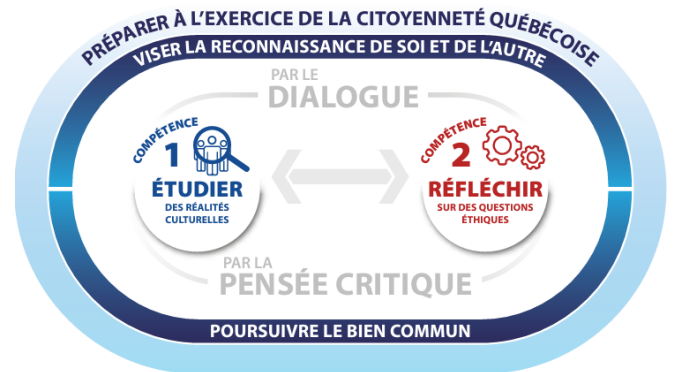 PRÉPARER À L'EXERCICE DE LA CITOYENNETÉ QUÉBÉCOISE
VISER LA RECONNAISSANCE DE SOI ET DE L'AUTRE
PAR LE
DIALOGUE
COMPÉTENCE
1
ÉTUDIER
DES RÉALITÉS
CULTURELLES
COMPÉTENCE
2
RÉFLÉCHIR
SUR DES QUESTIONS
ÉTHIQUES
PAR LA
PENSÉE CRITIQUE
POURSUIVRE LE BIEN COMMUN